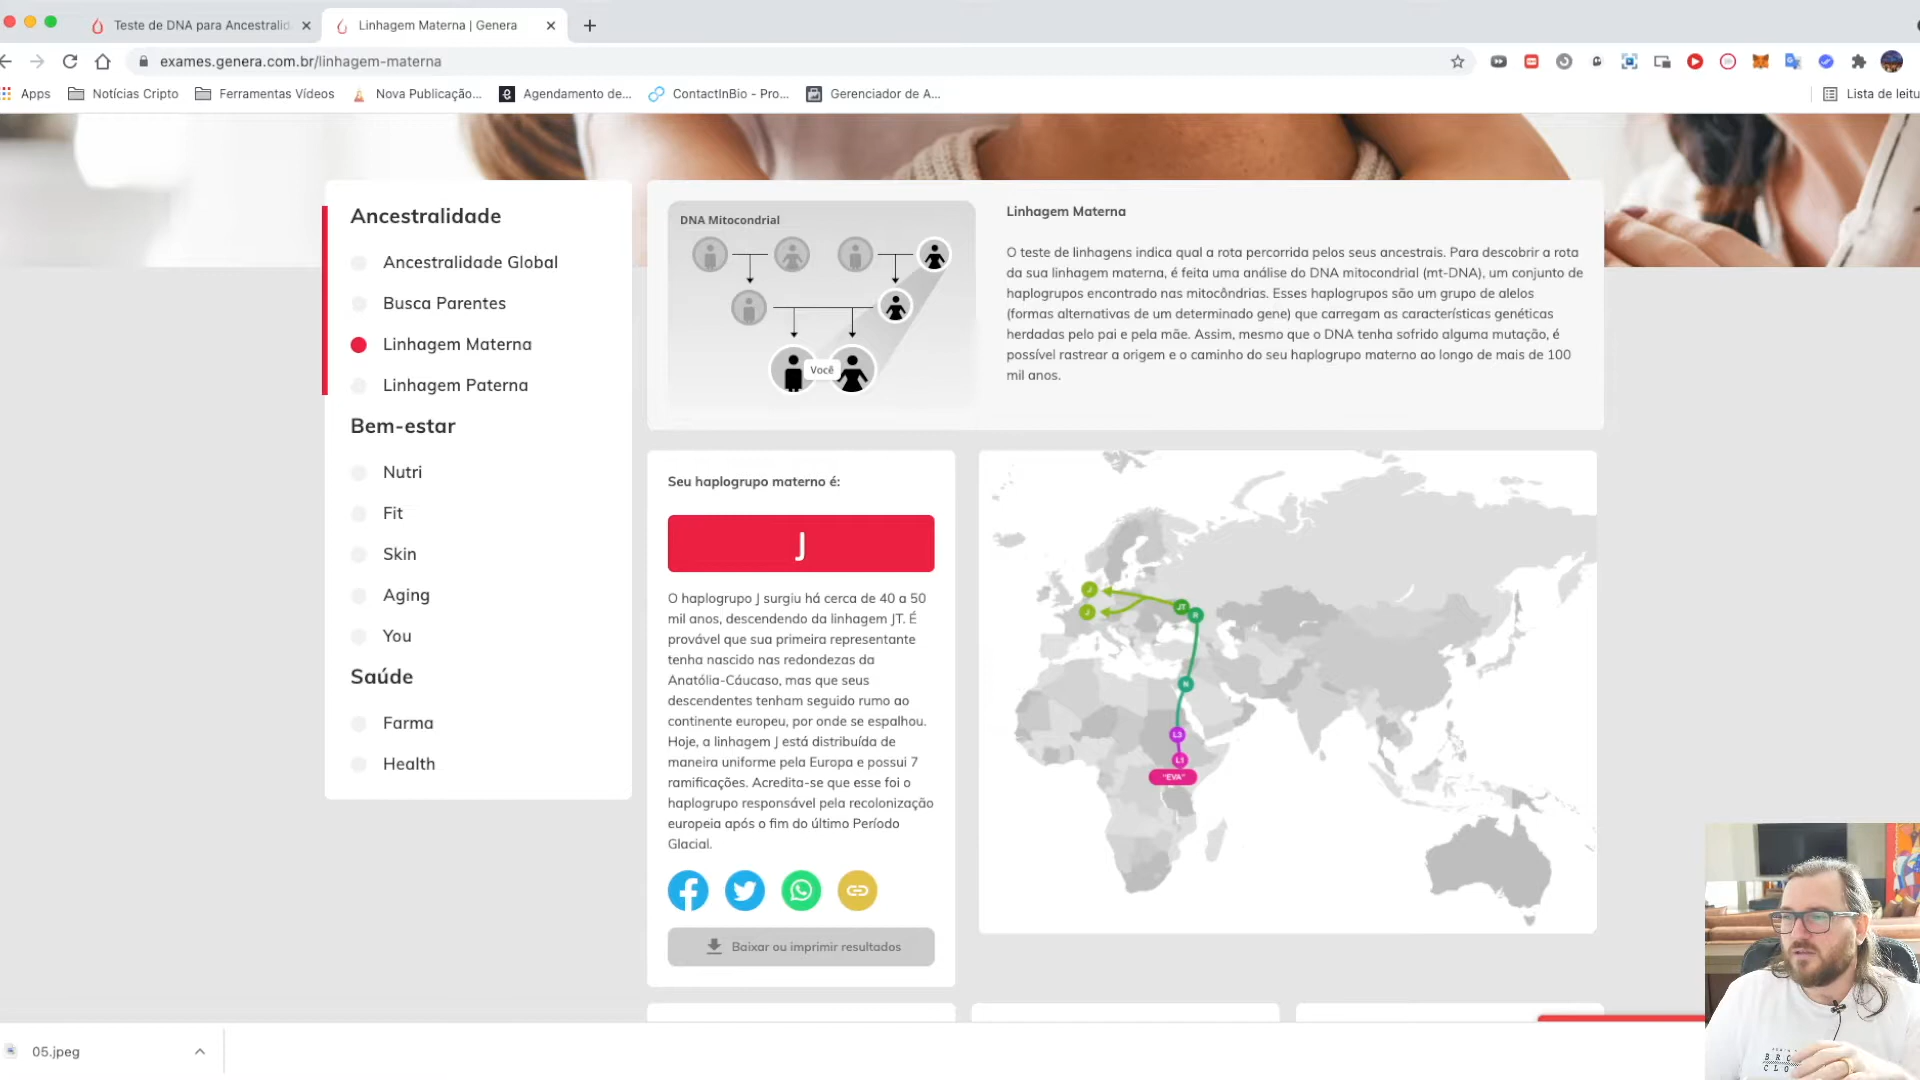 Teste de DNA para Ancestralid
Linhagem Materna | Genera
exames.genera.com.br/linhagem-materna
Apps
Notícias Cripto
Ferramentas Vídeos
Nova Publicação...
Agendamento de...
ContactInBio - Pro...
Gerenciador de A...
Lista de leitu
Ancestralidade
Ancestralidade Global
Busca Parentes
Linhagem Materna
Linhagem Paterna
Bem-estar
Nutri
Fit
Skin
Aging
You
Saúde
Farma
Health
DNA Mitocondrial
Você
Linhagem Materna
O teste de linhagens indica qual a rota percorrida pelos seus ancestrais. Para descobrir a rota
da sua linhagem materna, é feita uma análise do DNA mitocondrial (mt-DNA), um conjunto de
haplogrupos encontrado nas mitocôndrias. Esses haplogrupos são um grupo de alelos
(formas alternativas de um determinado gene) que carregam as características genéticas
herdadas pelo pai e pela mãe. Assim, mesmo que o DNA tenha sofrido alguma mutação, é
possível rastrear a origem e o caminho do seu haplogrupo materno ao longo de mais de 100
mil anos.
Seu haplogrupo materno é:
J
O haplogrupo J surgiu há cerca de 40 a 50
mil anos, descendendo da linhagem JT. É
provável que sua primeira representante
tenha nascido nas redondezas da
Anatólia-Cáucaso, mas que seus
descendentes tenham seguido rumo ao
continente europeu, por onde se espalhou.
Hoje, a linhagem J está distribuída de
maneira uniforme pela Europa e possui 7
ramificações. Acredita-se que esse foi o
haplogrupo responsável pela recolonização
europeia após o fim do último Período
Glacial.
Baixar ou imprimir resultados
J
J
JT
R
N
L3
L1
"EVA"
05.jpeg